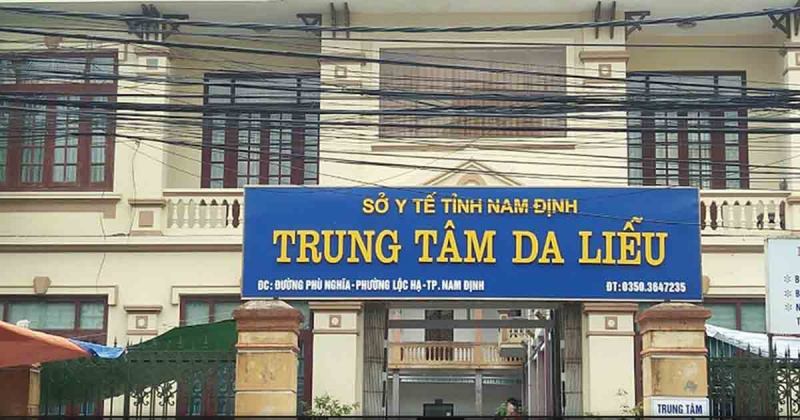 SỞ Y TẾ TỈNH NAM ĐỊNH
TRUNG TÂM DA LIỄU
ĐC: ĐƯỜNG PHÙ NGHĨA - PHƯỜNG LỘC HẠ - TP. NAM ĐỊNH ĐT: 0350.3647235
TRUNG TÂM